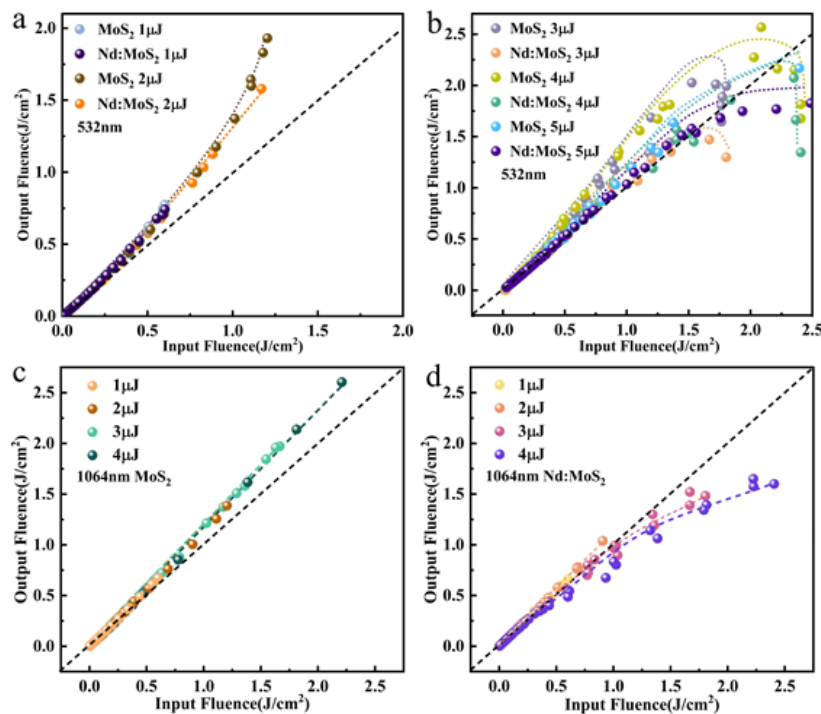 a
Output Fluence(J/cm²)
2.0
1.5
1.0
0.5
0.0
MoS₂ 1μJ
Nd:MoS₂ 1μJ
MoS₂ 2μJ
Nd:MoS₂ 2μJ
532nm
0.0 0.5 1.0 1.5 2.0
Input Fluence(J/cm²)
b
Output Fluence(J/cm²)
2.5
2.0
1.5
1.0
0.5
0.0
MoS₂ 3μJ
Nd:MoS₂ 3μJ
MoS₂ 4μJ
Nd:MoS₂ 4μJ
MoS₂ 5μJ
Nd:MoS₂ 5μJ
532nm
0.0 0.5 1.0 1.5 2.0 2.5
Input Fluence(J/cm²)
c
Output Fluence(J/cm²)
2.5
2.0
1.5
1.0
0.5
0.0
1μJ
2μJ
3μJ
4μJ
1064nm MoS₂
0.0 0.5 1.0 1.5 2.0 2.5
Input Fluence(J/cm²)
d
Output Fluence(J/cm²)
2.5
2.0
1.5
1.0
0.5
0.0
1μJ
2μJ
3μJ
4μJ
1064nm Nd:MoS₂
0.0 0.5 1.0 1.5 2.0 2.5
Input Fluence(J/cm²)